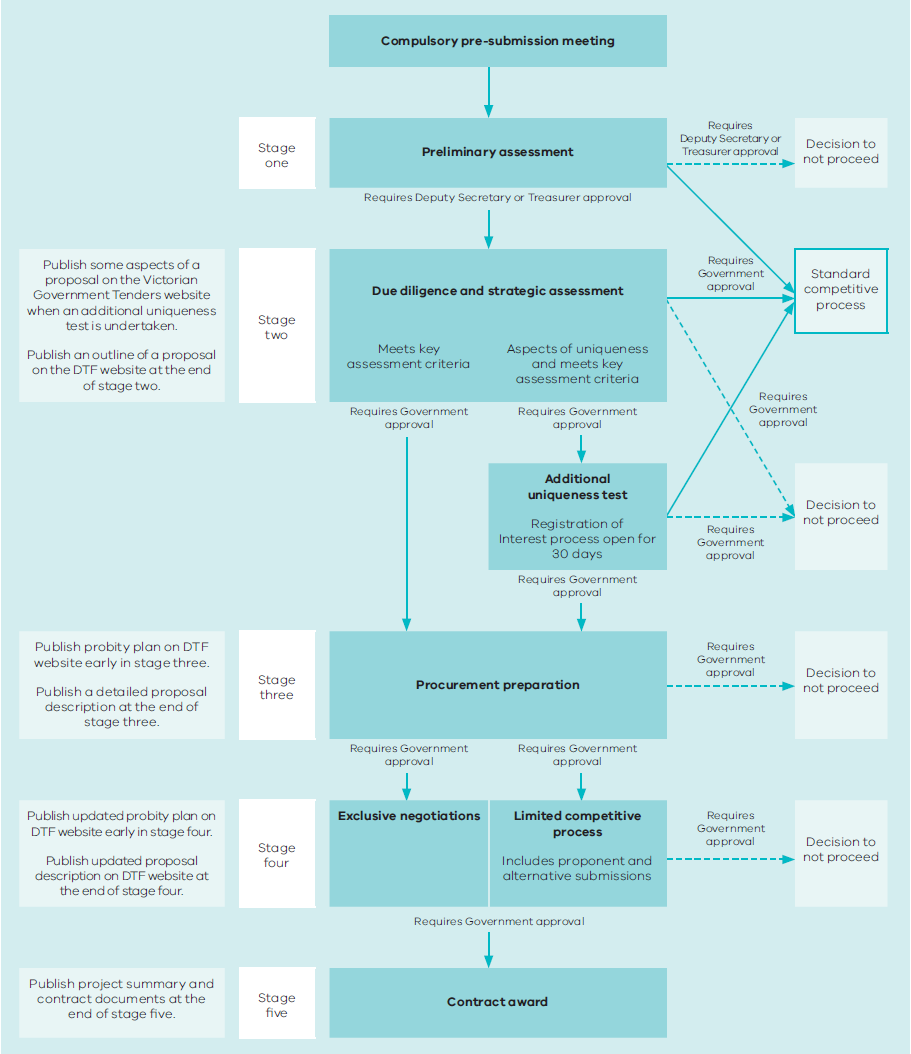 Compulsory pre-submission meeting
Stage
one
Preliminary assessment
Requires
Deputy Secretary or
Treasurer approval
Decision to
not proceed
Requires Deputy Secretary or Treasurer approval
Publish some aspects of a
proposal on the Victorian
Government Tenders website
when an additional uniqueness
test is undertaken.
Publish an outline of a proposal
on the DTF website at the end
of stage two.
Stage
two
Due diligence and strategic assessment
Meets key
assessment criteria
Aspects of uniqueness
and meets key
assessment criteria
Requires
Government
approval
Standard
competitive
process
Requires Government
approval
Requires Government
approval
Requires
Government
approval
Additional
uniqueness test
Registration of
Interest process open for
30 days
Requires
Government
approval
Decision to
not proceed
Requires Government
approval
Publish probity plan on DTF
website early in stage three.
Publish a detailed proposal
description at the end of
stage three.
Stage
three
Procurement preparation
Requires
Government
approval
Decision to
not proceed
Requires Government
approval
Requires Government
approval
Publish updated probity plan on
DTF website early in stage four.
Publish updated proposal
description on DTF website at
the end of stage four.
Stage
four
Exclusive negotiations
Limited competitive
process
Includes proponent and
alternative submissions
Requires
Government
approval
Decision to
not proceed
Requires Government approval
Publish project summary and
contract documents at the
end of stage five.
Stage
five
Contract award